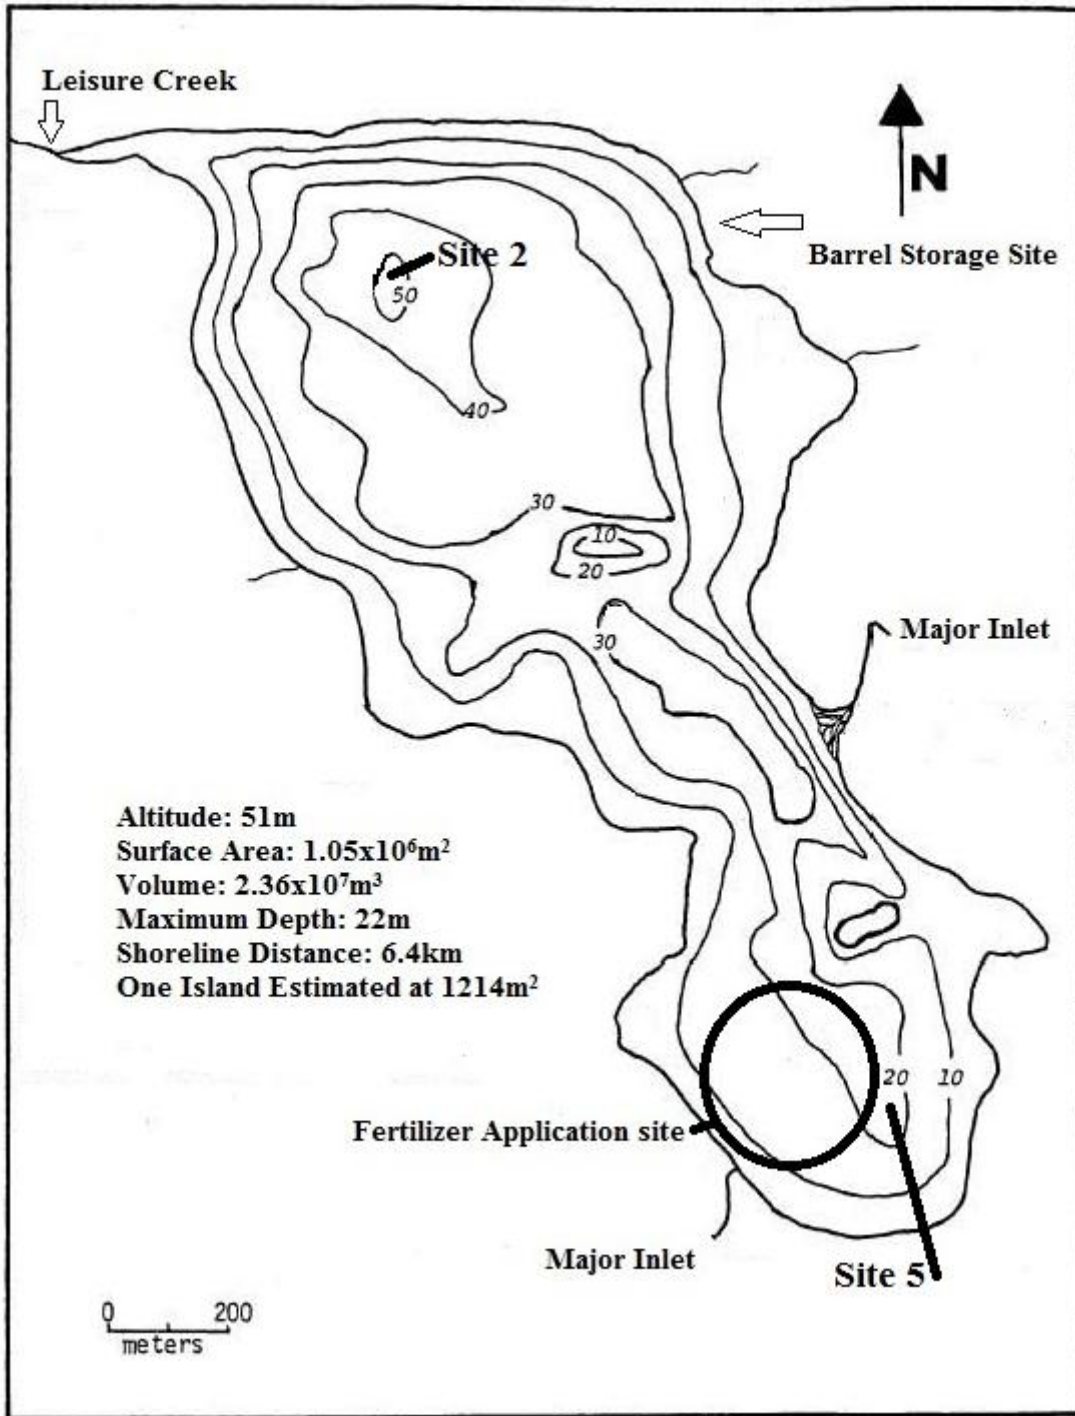 Leisure Creek
N
Barrel Storage Site
Site 2
50
40
30
10
20
30
Major Inlet
Altitude: 51m
Surface Area: 1.05x10⁶m²
Volume: 2.36x10⁷m³
Maximum Depth: 22m
Shoreline Distance: 6.4km
One Island Estimated at 1214m²
20
10
Fertilizer Application site
Major Inlet
Site 5
0 200
meters